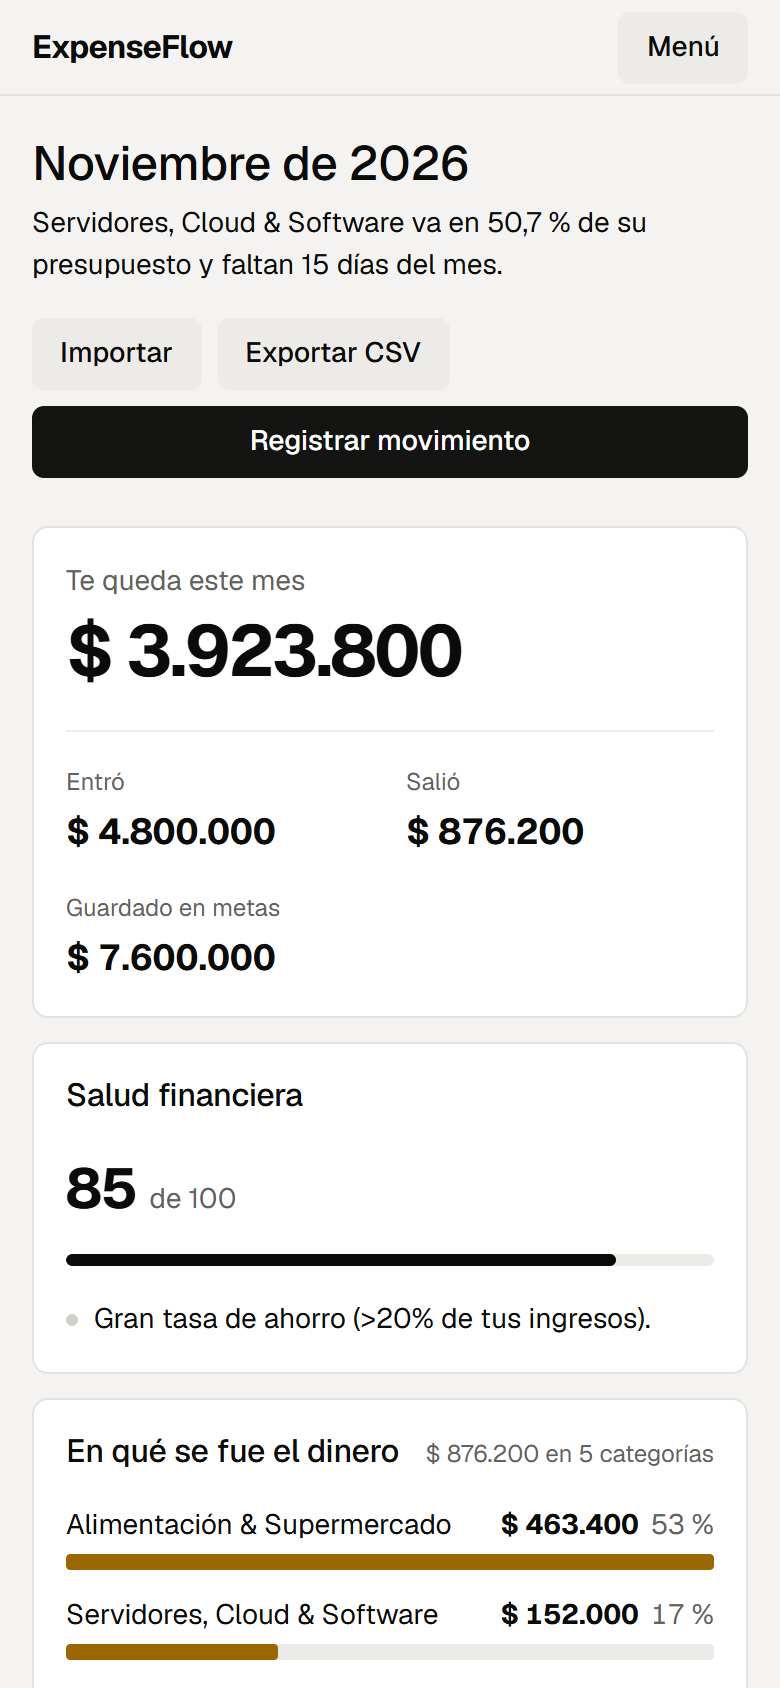 ExpenseFlow
Menú
Noviembre de 2026
Servidores, Cloud & Software va en 50,7 % de su
presupuesto y faltan 15 días del mes.
Importar
Exportar CSV
Registrar movimiento
Te queda este mes
$ 3.923.800
Entró
$ 4.800.000
Salió
$ 876.200
Guardado en metas
$ 7.600.000
Salud financiera
85 de 100
Gran tasa de ahorro (>20% de tus ingresos).
En qué se fue el dinero $ 876.200 en 5 categorías
Alimentación & Supermercado $ 463.400 53 %
Servidores, Cloud & Software $ 152.000 17 %